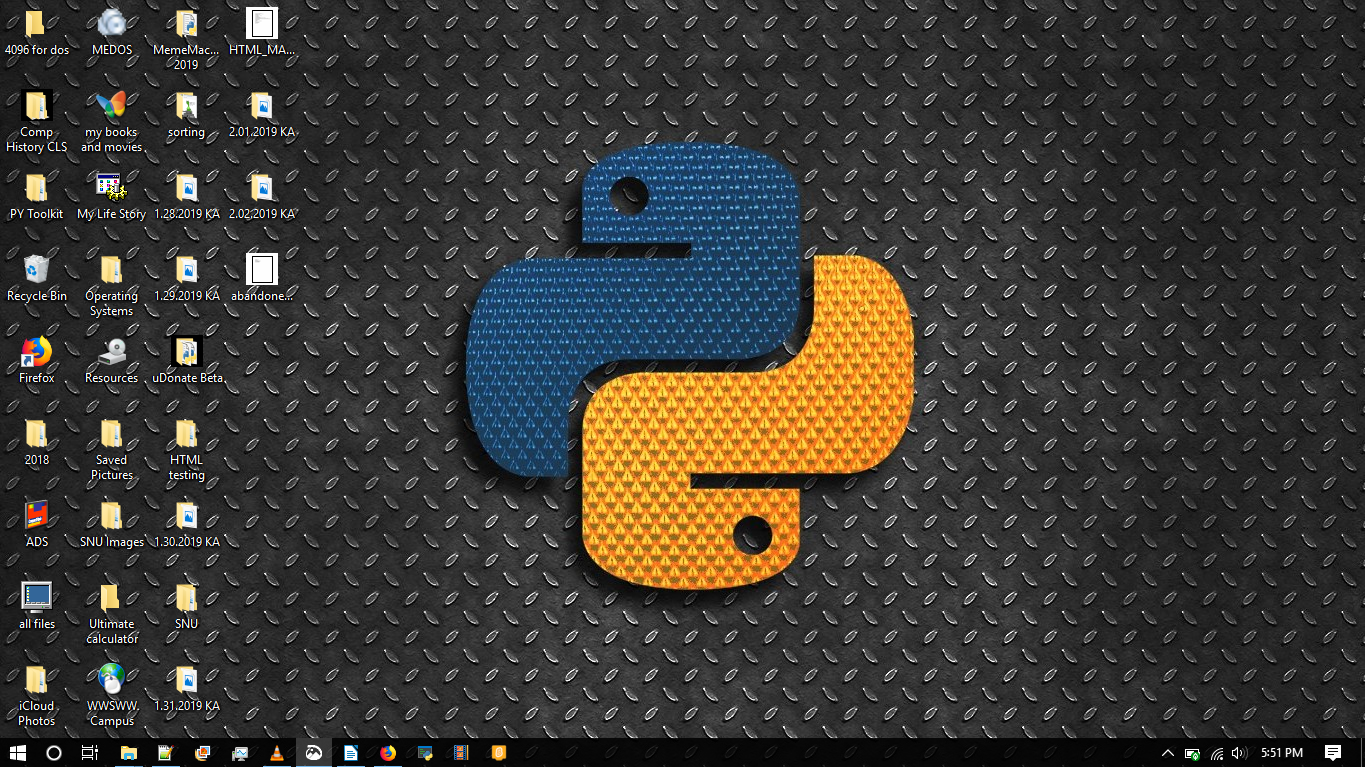 4096 for dos
MEDOS
MemeMac...
2019
HTML_MA...
Comp
History CLS
my books
and movies
sorting
2.01.2019 KA
PY Toolkit
My Life Story
1.28.2019 KA
2.02.2019 KA
Recycle Bin
Operating
Systems
1.29.2019 KA
abandone...
Firefox
Resources
uDonate Beta
2018
Saved
Pictures
HTML
testing
ADS
SNU Images
1.30.2019 KA
all files
Ultimate
calculator
SNU
iCloud
Photos
WWSWW.
Campus
1.31.2019 KA
5:51 PM